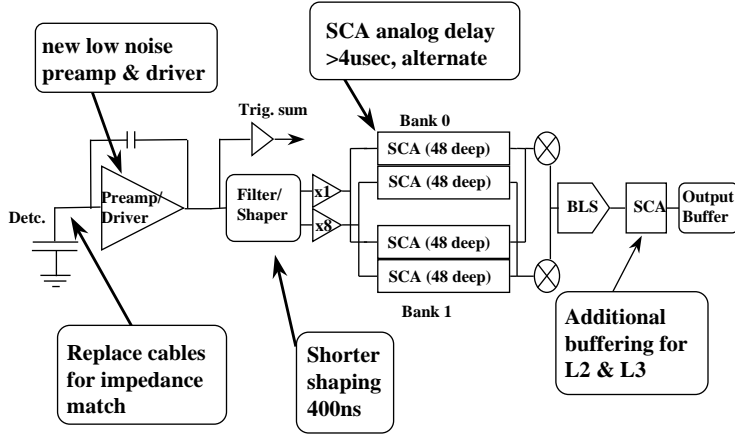 new low noise
preamp & driver
SCA analog delay
>4usec, alternate
Trig. sum
Bank 0
SCA (48 deep)
SCA (48 deep)
Preamp/
Driver
Filter/
Shaper
x1
x8
Detc.
SCA (48 deep)
SCA (48 deep)
Bank 1
BLS
SCA
Output
Buffer
Replace cables
for impedance
match
Shorter
shaping
400ns
Additional
buffering for
L2 & L3